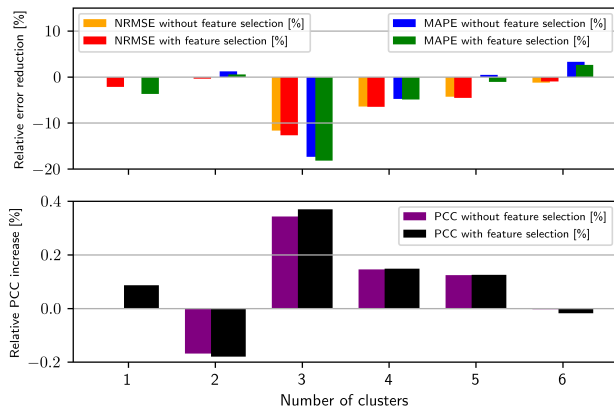 NRMSE without feature selection [%]
NRMSE with feature selection [%]
MAPE without feature selection [%]
MAPE with feature selection [%]
Relative error reduction [%]
10
0
−10
−20
PCC without feature selection [%]
PCC with feature selection [%]
Relative PCC increase [%]
0.4
0.2
0.0
−0.2
1 2 3 4 5 6
Number of clusters